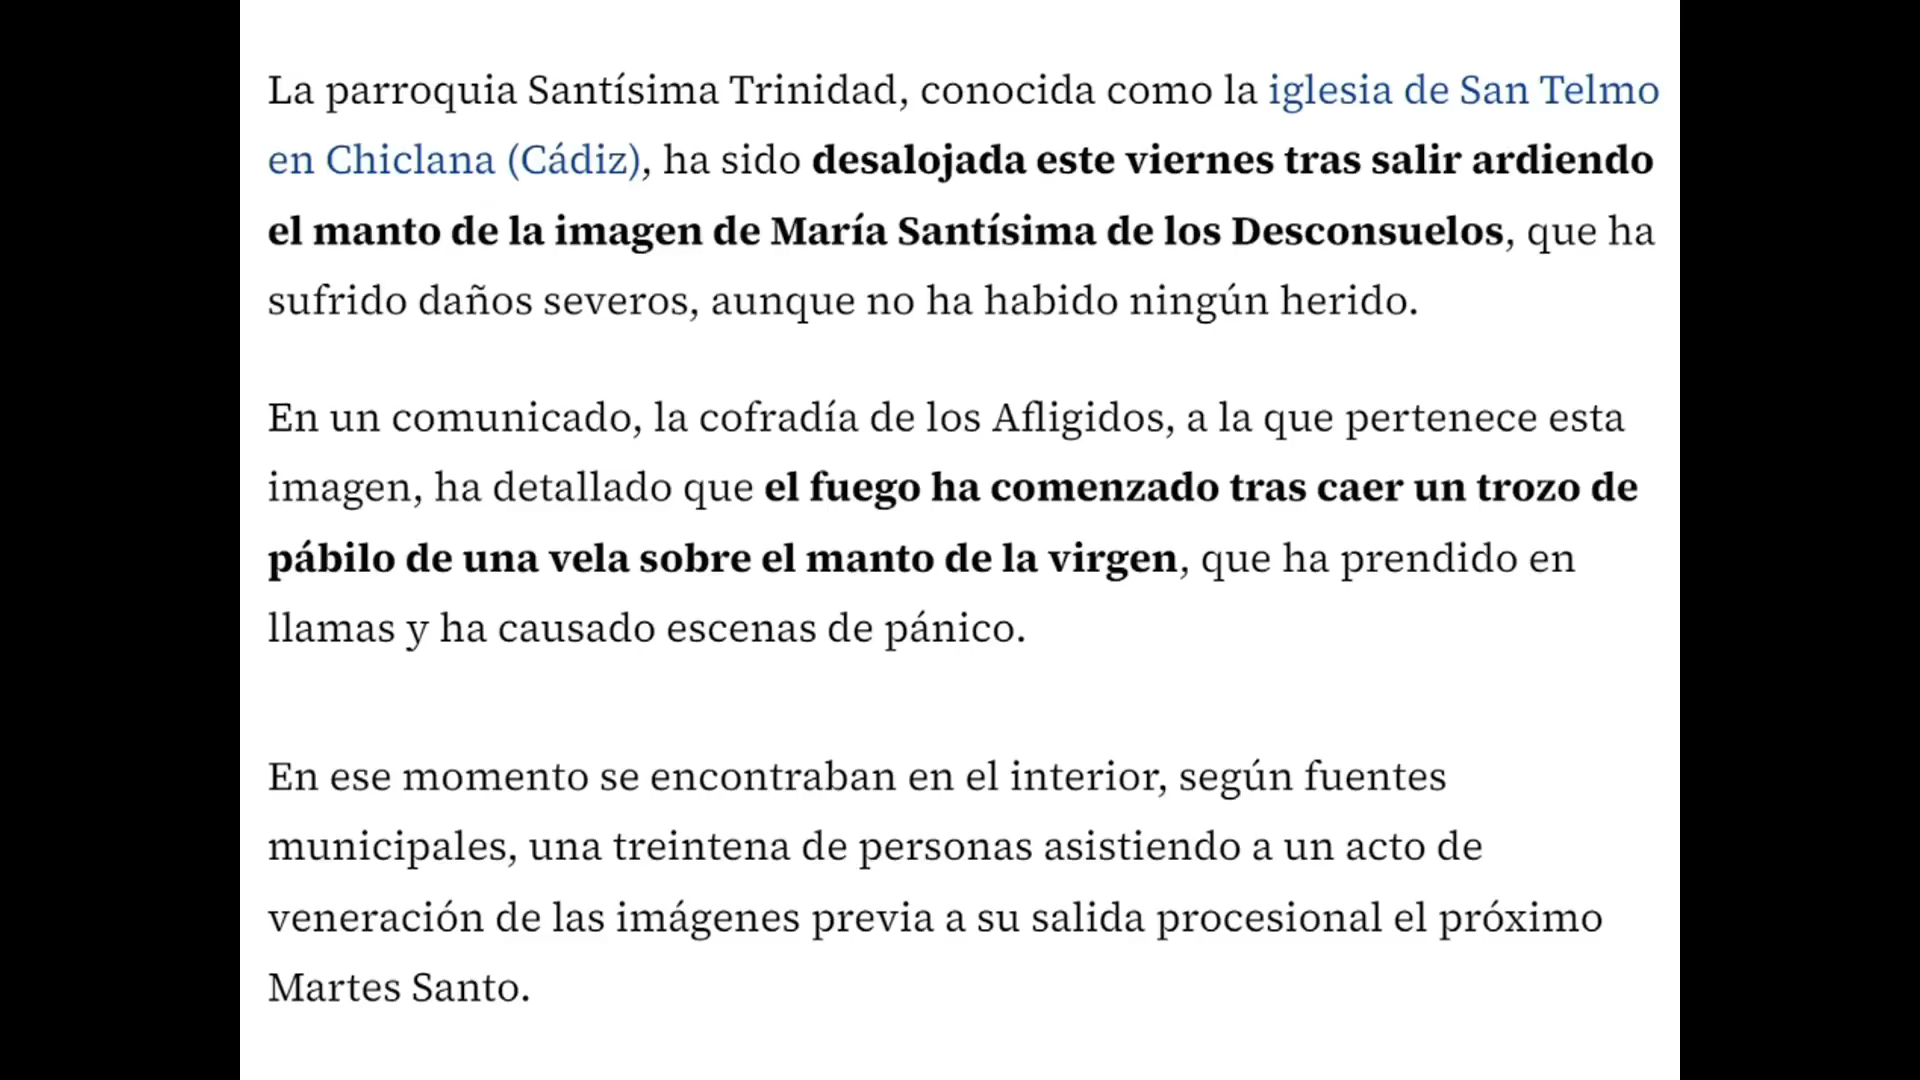 La parroquia Santísima Trinidad, conocida como la iglesia de San Telmo
en Chiclana (Cádiz), ha sido desalojada este viernes tras salir ardiendo
el manto de la imagen de María Santísima de los Desconsuelos, que ha
sufrido daños severos, aunque no ha habido ningún herido.
En un comunicado, la cofradía de los Afligidos, a la que pertenece esta
imagen, ha detallado que el fuego ha comenzado tras caer un trozo de
pábilo de una vela sobre el manto de la virgen, que ha prendido en
llamas y ha causado escenas de pánico.
En ese momento se encontraban en el interior, según fuentes
municipales, una treintena de personas asistiendo a un acto de
veneración de las imágenes previa a su salida procesional el próximo
Martes Santo.